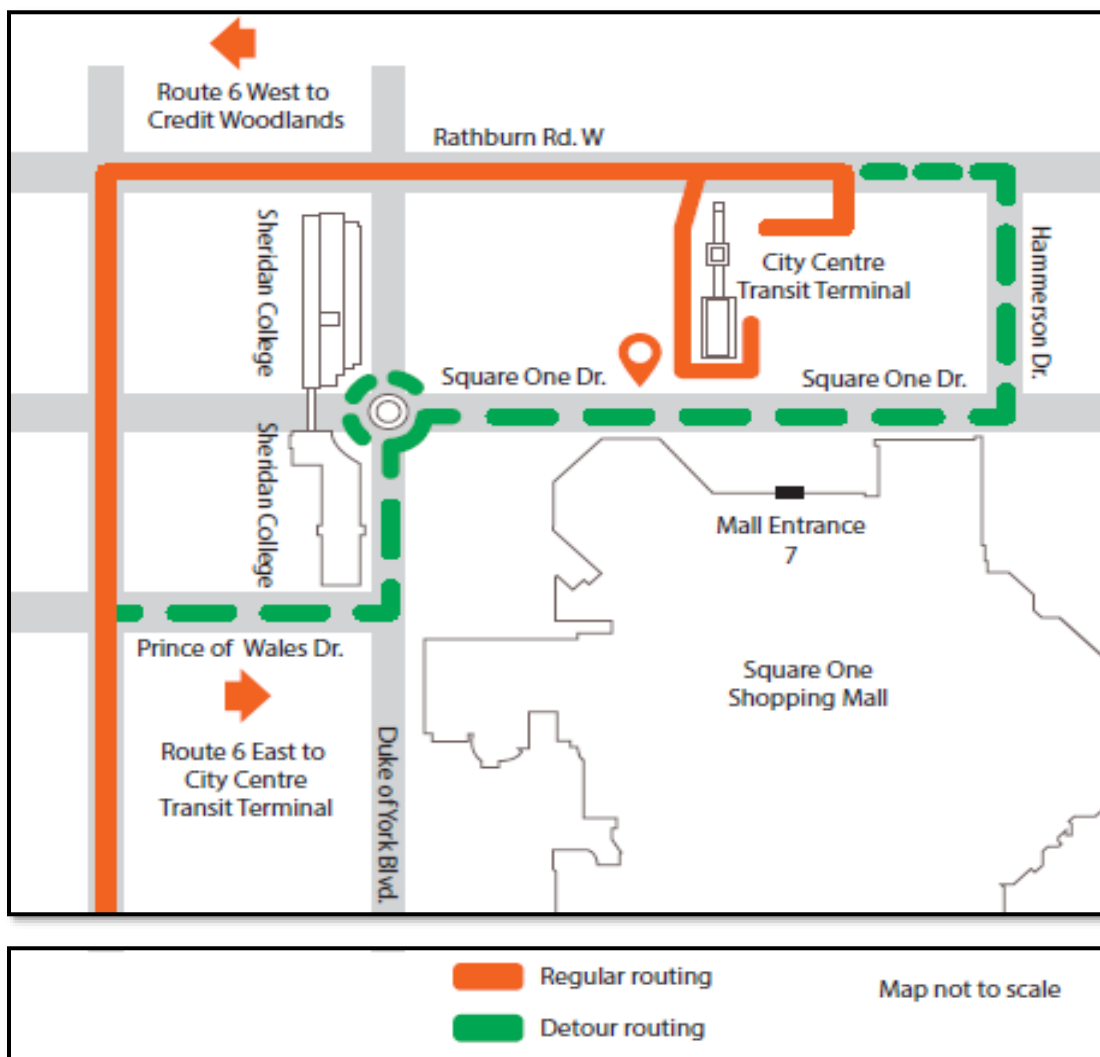 Route 6 West to
Credit Woodlands
Rathburn Rd. W
Sheridan College
City Centre
Transit Terminal
Hammerson Dr.
Square One Dr.
Square One Dr.
Sheridan College
Mall Entrance
7
Prince of Wales Dr.
Square One
Shopping Mall
Route 6 East to
City Centre
Transit Terminal
Duke of York Blvd.
Regular routing
Map not to scale
Detour routing